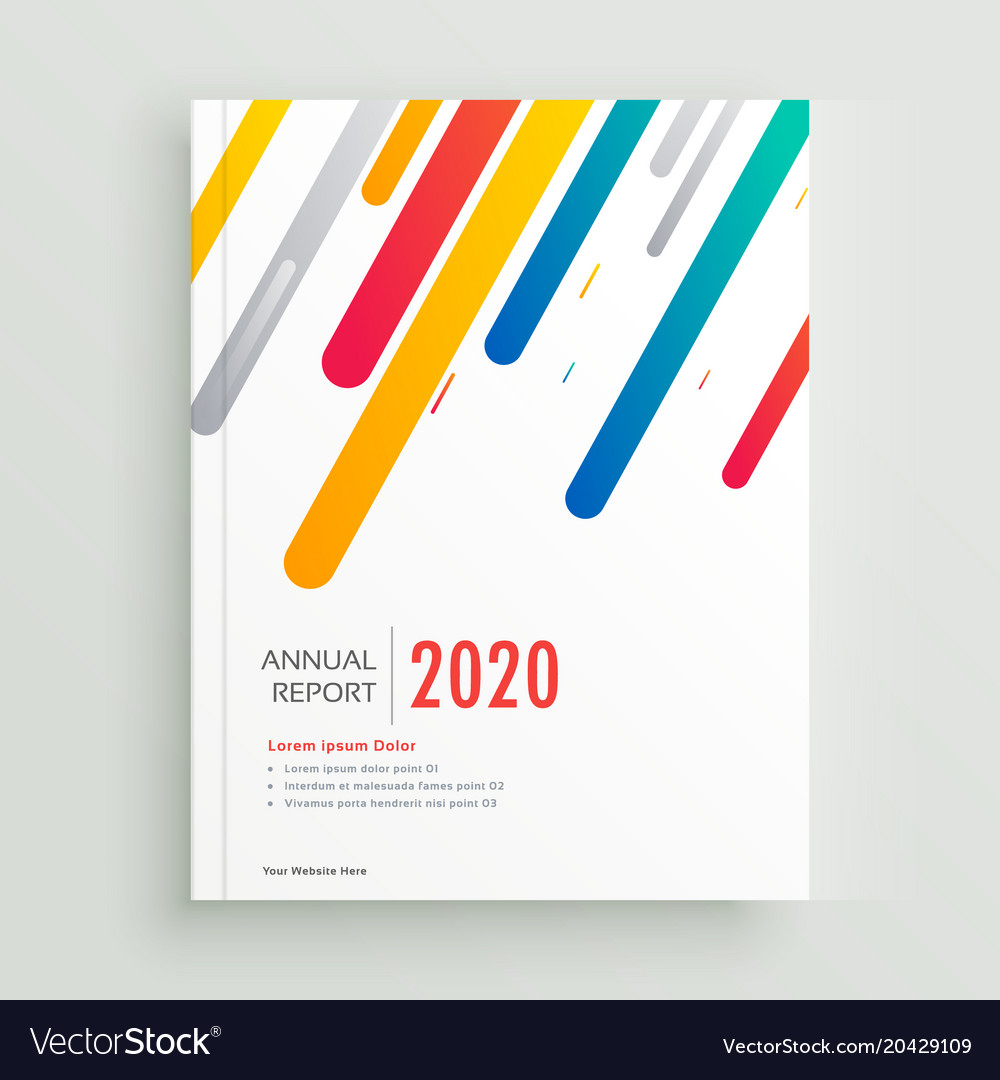 ANNUAL
REPORT
2020
Lorem ipsum Dolor
• Lorem ipsum dolor point 01
• Interdum et malesuada fames point 02
• Vivamus porta hendrerit nisi point 03
Your Website Here
VectorStock®
VectorStock.com/20429109